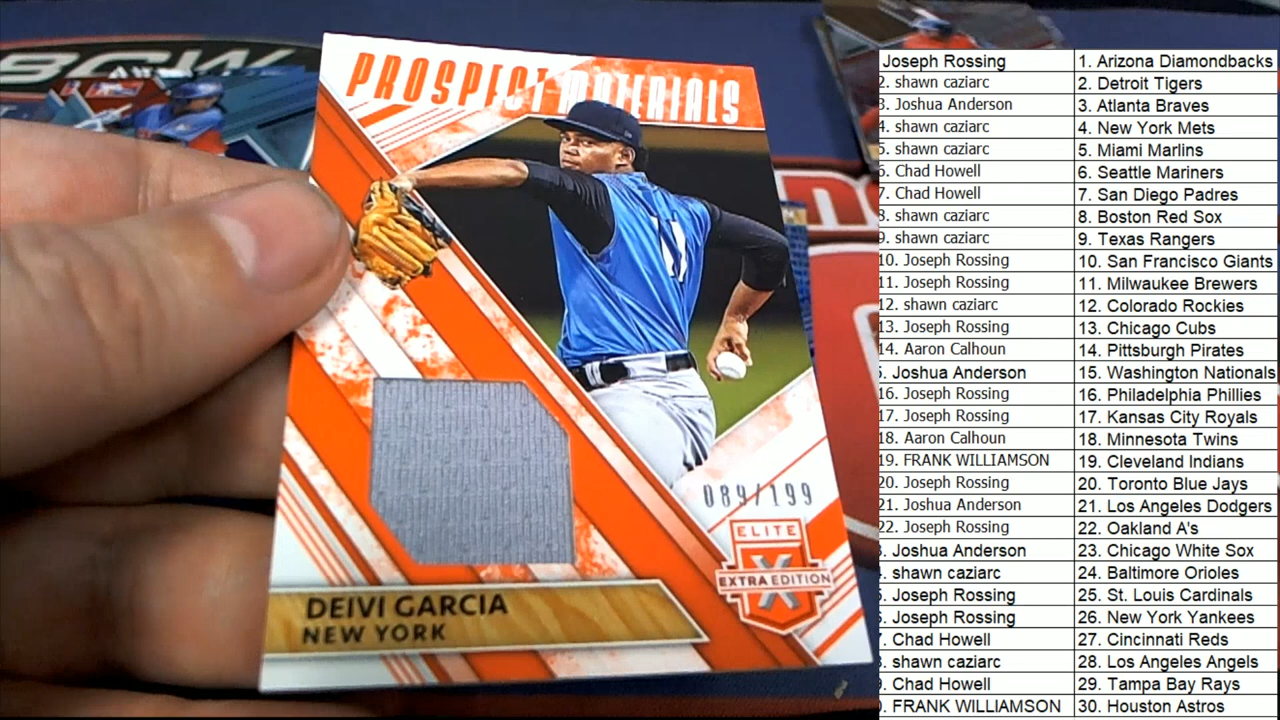 BCW
PROSPECT MATERIALS
089/199
ELITE
EXTRA EDITION
X
DEIVI GARCIA
NEW YORK
Joseph Rossing 1. Arizona Diamondbacks
2. shawn caziarc 2. Detroit Tigers
3. Joshua Anderson 3. Atlanta Braves
4. shawn caziarc 4. New York Mets
5. shawn caziarc 5. Miami Marlins
6. Chad Howell 6. Seattle Mariners
7. Chad Howell 7. San Diego Padres
8. shawn caziarc 8. Boston Red Sox
9. shawn caziarc 9. Texas Rangers
10. Joseph Rossing 10. San Francisco Giants
11. Joseph Rossing 11. Milwaukee Brewers
12. shawn caziarc 12. Colorado Rockies
13. Joseph Rossing 13. Chicago Cubs
14. Aaron Calhoun 14. Pittsburgh Pirates
5. Joshua Anderson 15. Washington Nationals
16. Joseph Rossing 16. Philadelphia Phillies
17. Joseph Rossing 17. Kansas City Royals
18. Aaron Calhoun 18. Minnesota Twins
19. FRANK WILLIAMSON 19. Cleveland Indians
20. Joseph Rossing 20. Toronto Blue Jays
21. Joshua Anderson 21. Los Angeles Dodgers
22. Joseph Rossing 22. Oakland A's
3. Joshua Anderson 23. Chicago White Sox
4. shawn caziarc 24. Baltimore Orioles
5. Joseph Rossing 25. St. Louis Cardinals
6. Joseph Rossing 26. New York Yankees
7. Chad Howell 27. Cincinnati Reds
8. shawn caziarc 28. Los Angeles Angels
9. Chad Howell 29. Tampa Bay Rays
0. FRANK WILLIAMSON 30. Houston Astros